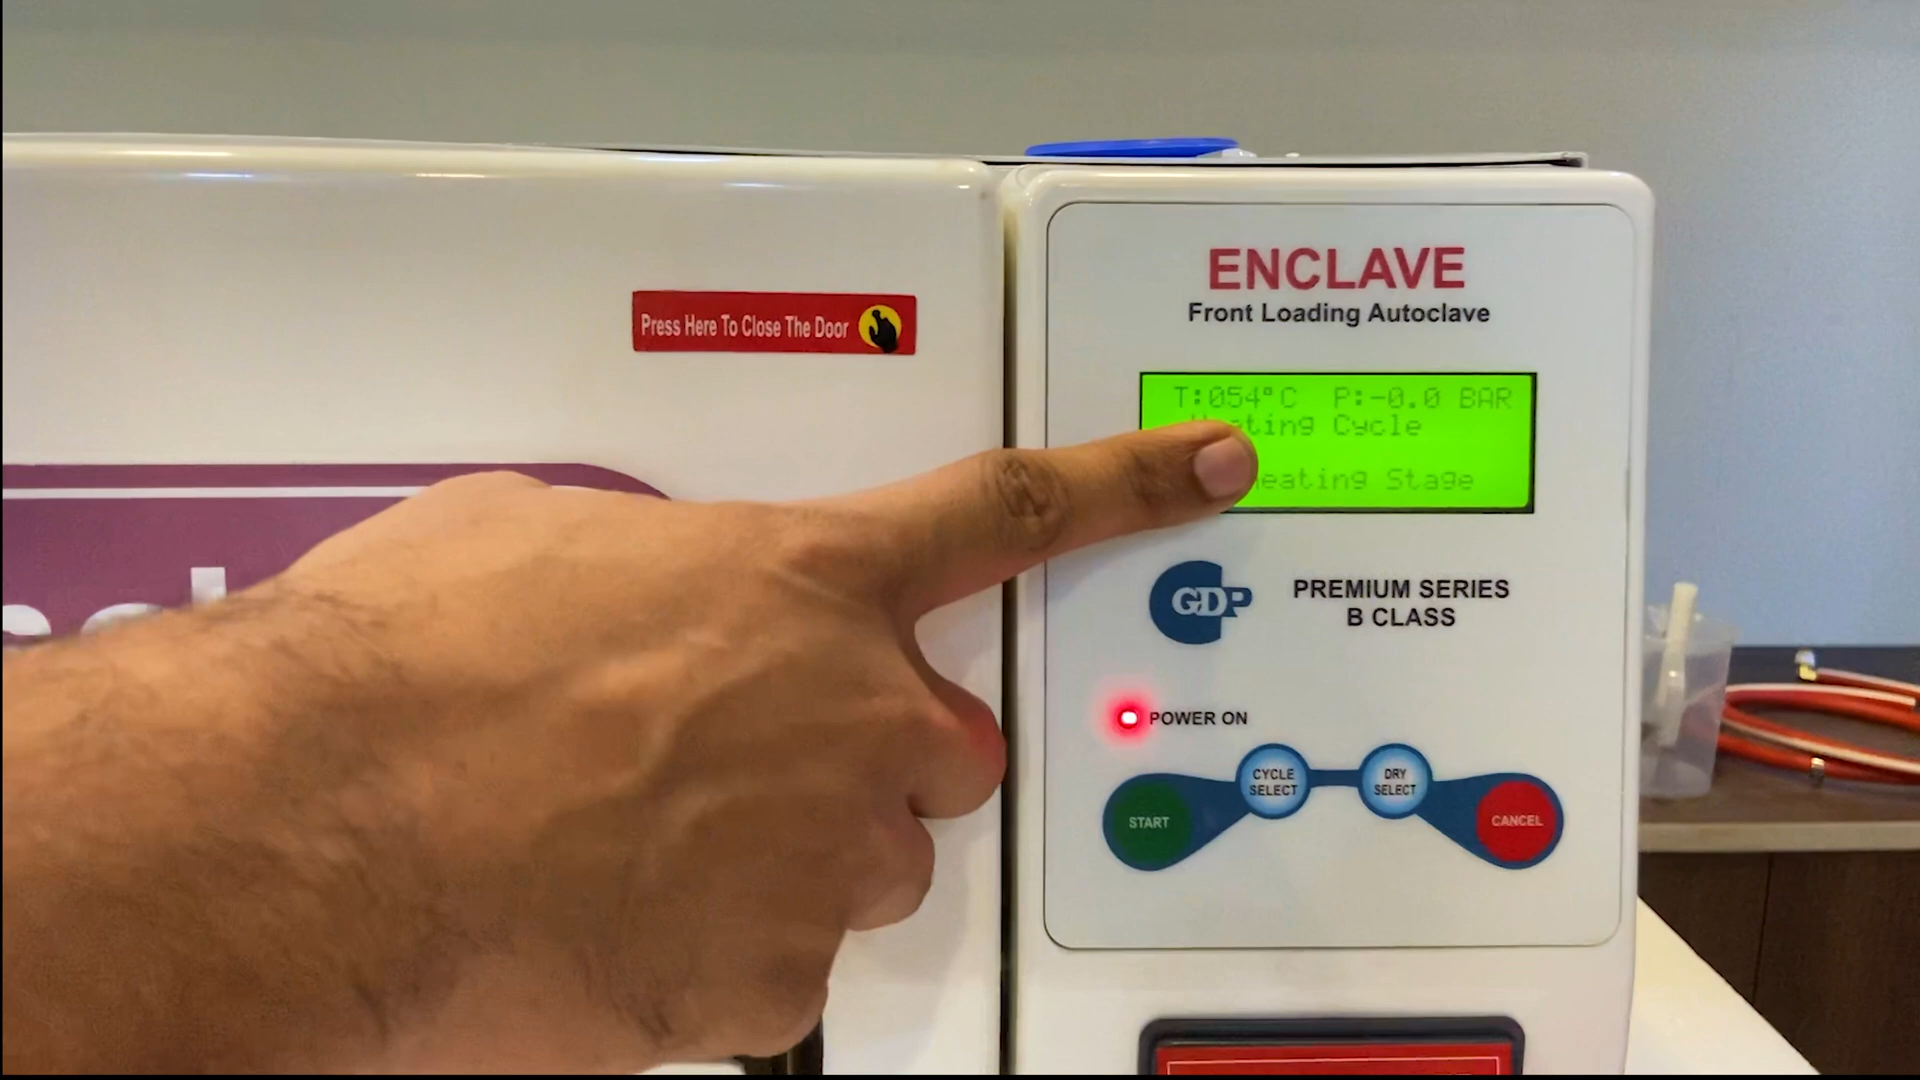 Press Here To Close The Door
ENCLAVE
Front Loading Autoclave
T:054°C P:-0.0 BAR
Cycle
Stage
GDP
PREMIUM SERIES
B CLASS
POWER ON
START
CYCLE
SELECT
DRY
SELECT
CANCEL